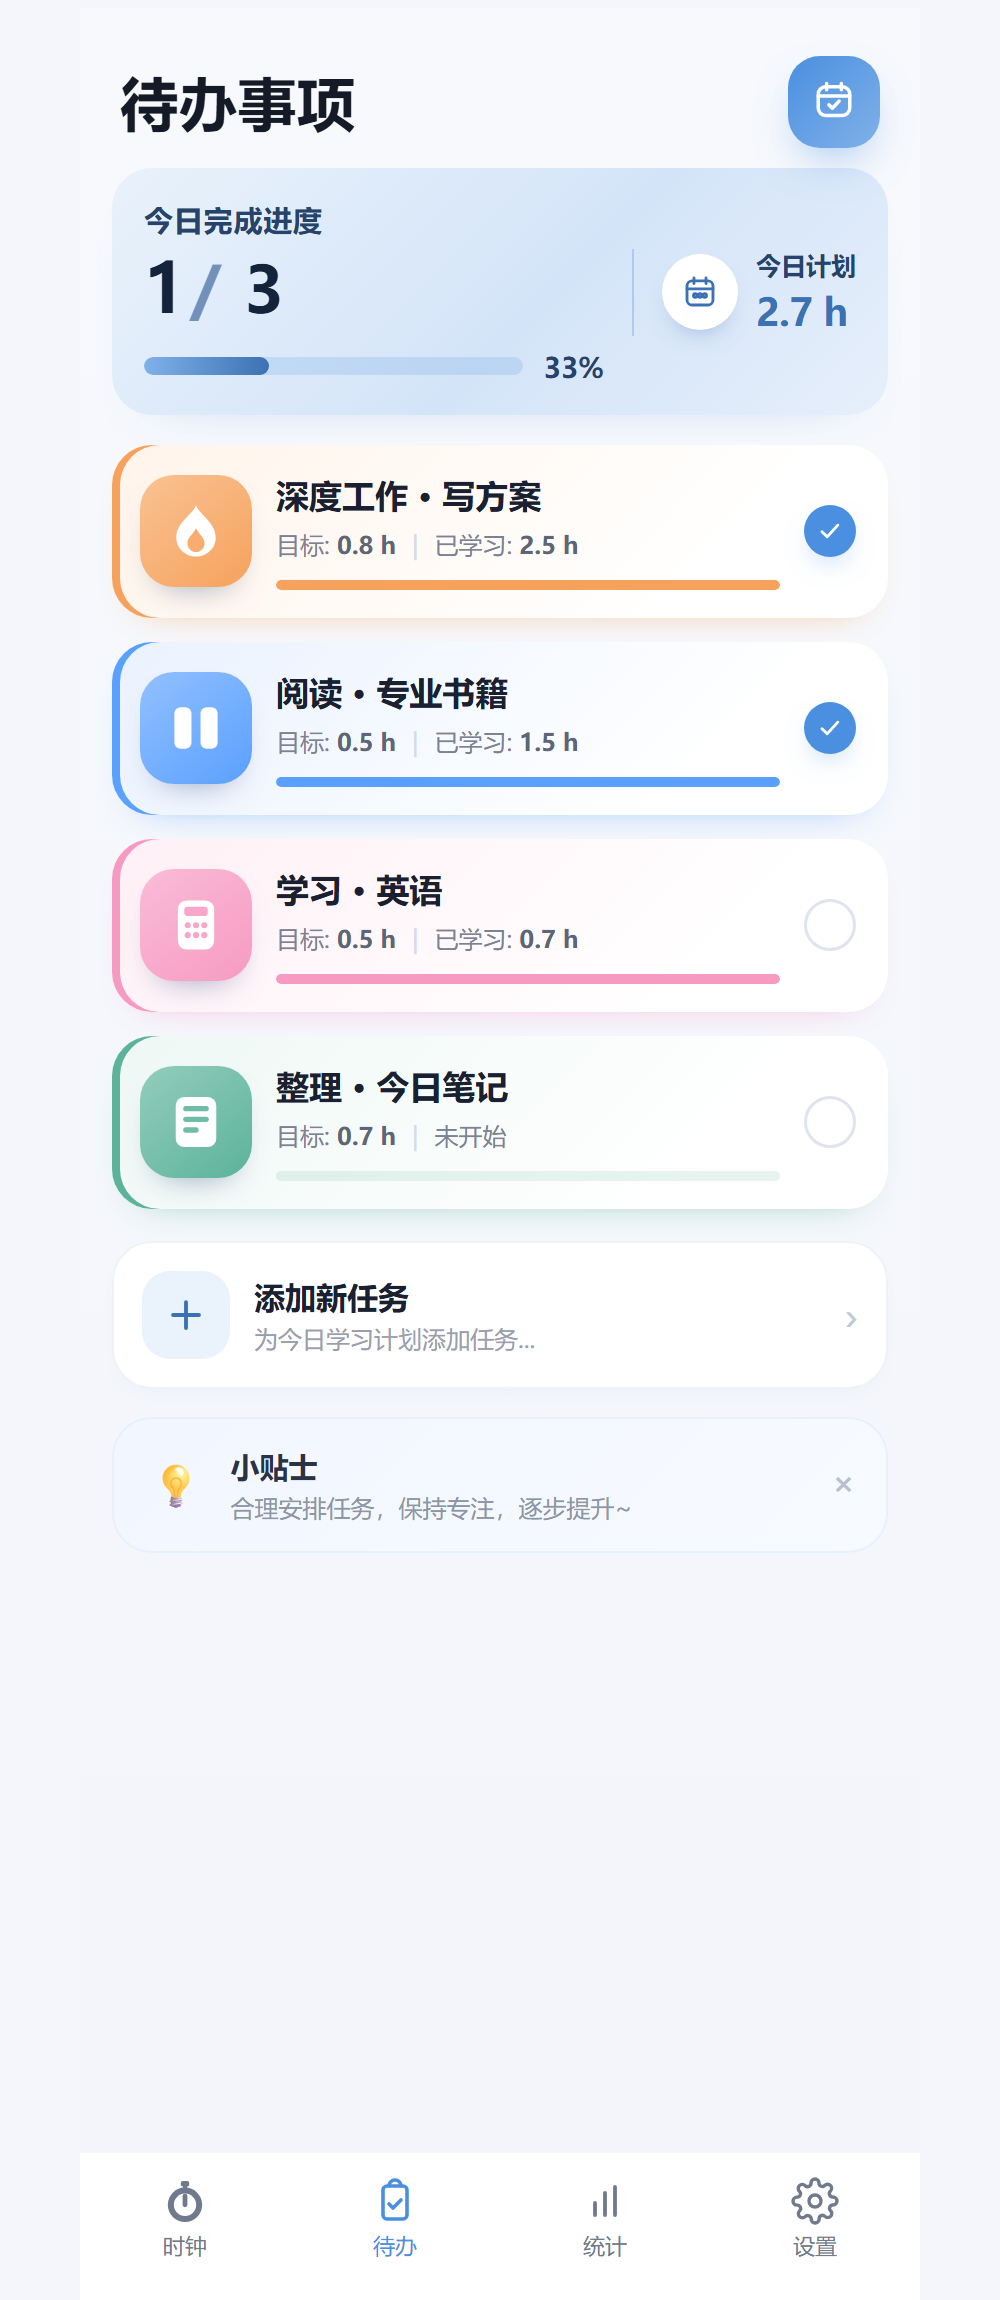 待办事项
今日完成进度
1 / 3
33%
今日计划
2.7 h
深度工作 • 写方案
目标: 0.8 h | 已学习: 2.5 h
阅读 • 专业书籍
目标: 0.5 h | 已学习: 1.5 h
学习 • 英语
目标: 0.5 h | 已学习: 0.7 h
整理 • 今日笔记
目标: 0.7 h | 未开始
添加新任务
为今日学习计划添加任务...
小贴士
合理安排任务，保持专注，逐步提升~
时钟
待办
统计
设置